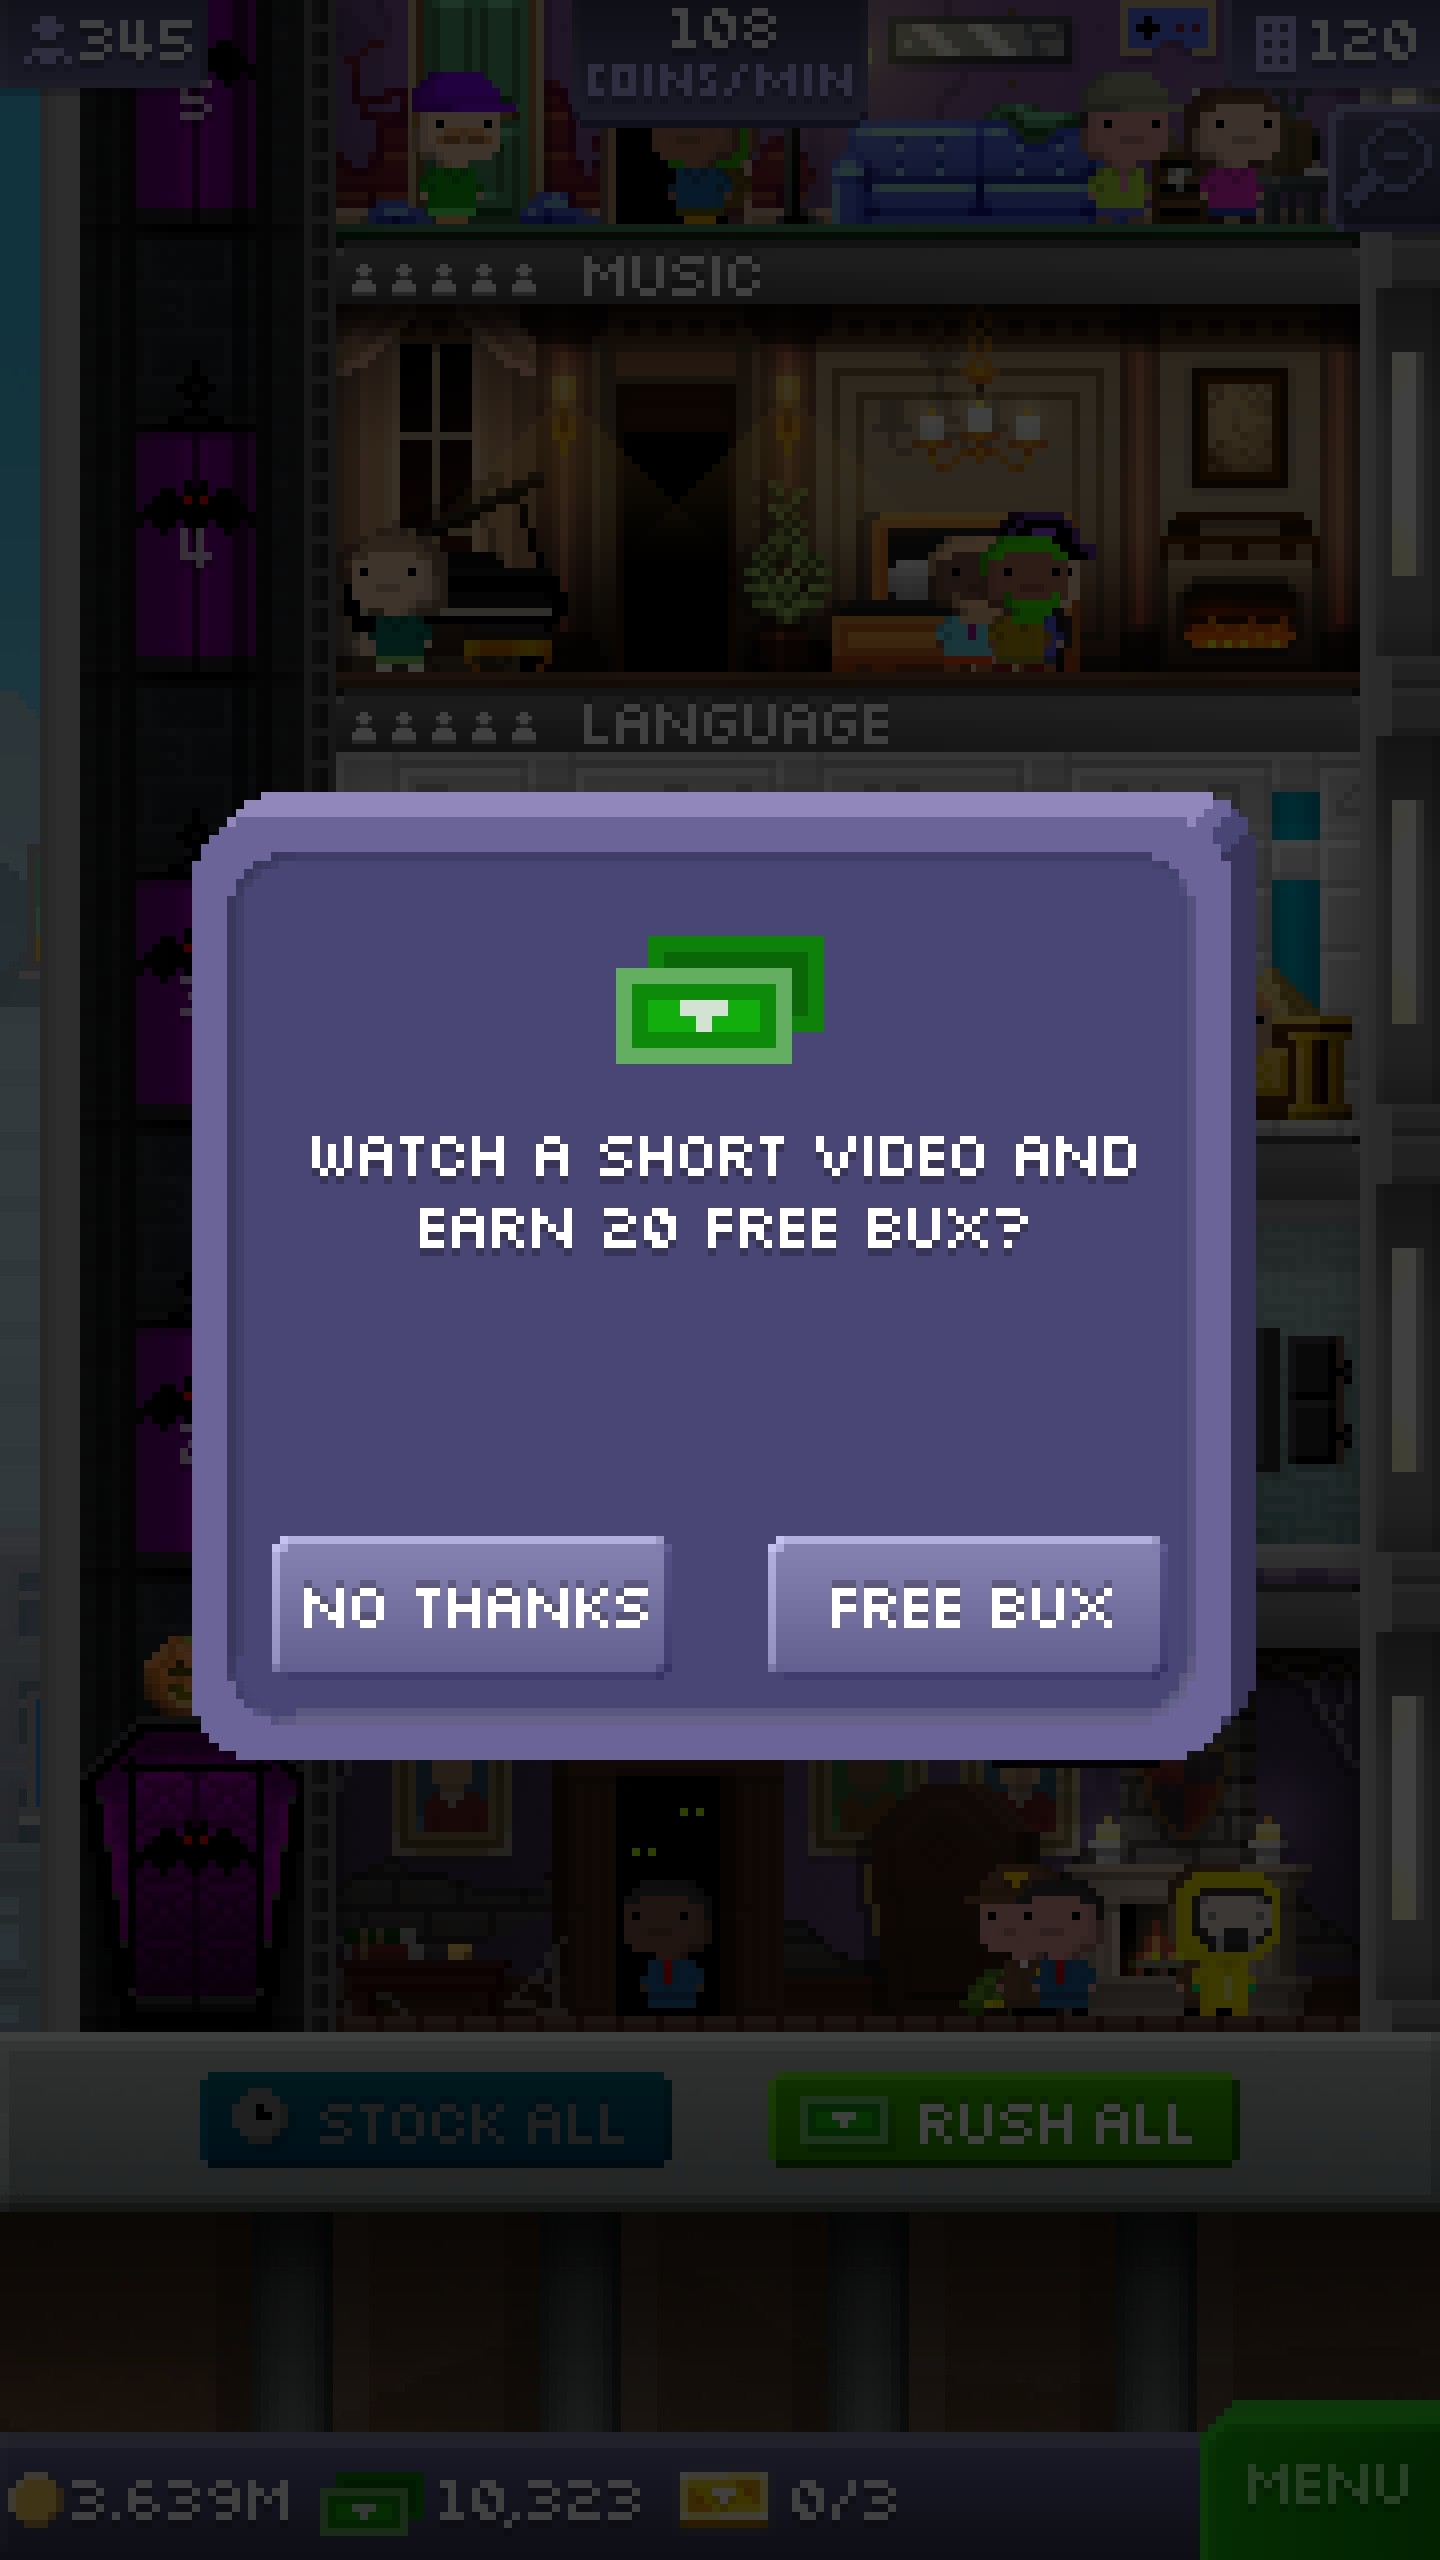 345
108
COINS/MIN
120
5
MUSIC
4
LANGUAGE
WATCH A SHORT VIDEO AND
EARN 20 FREE BUX?
NO THANKS
FREE BUX
STOCK ALL
RUSH ALL
3.639M
10,323
0/3
MENU